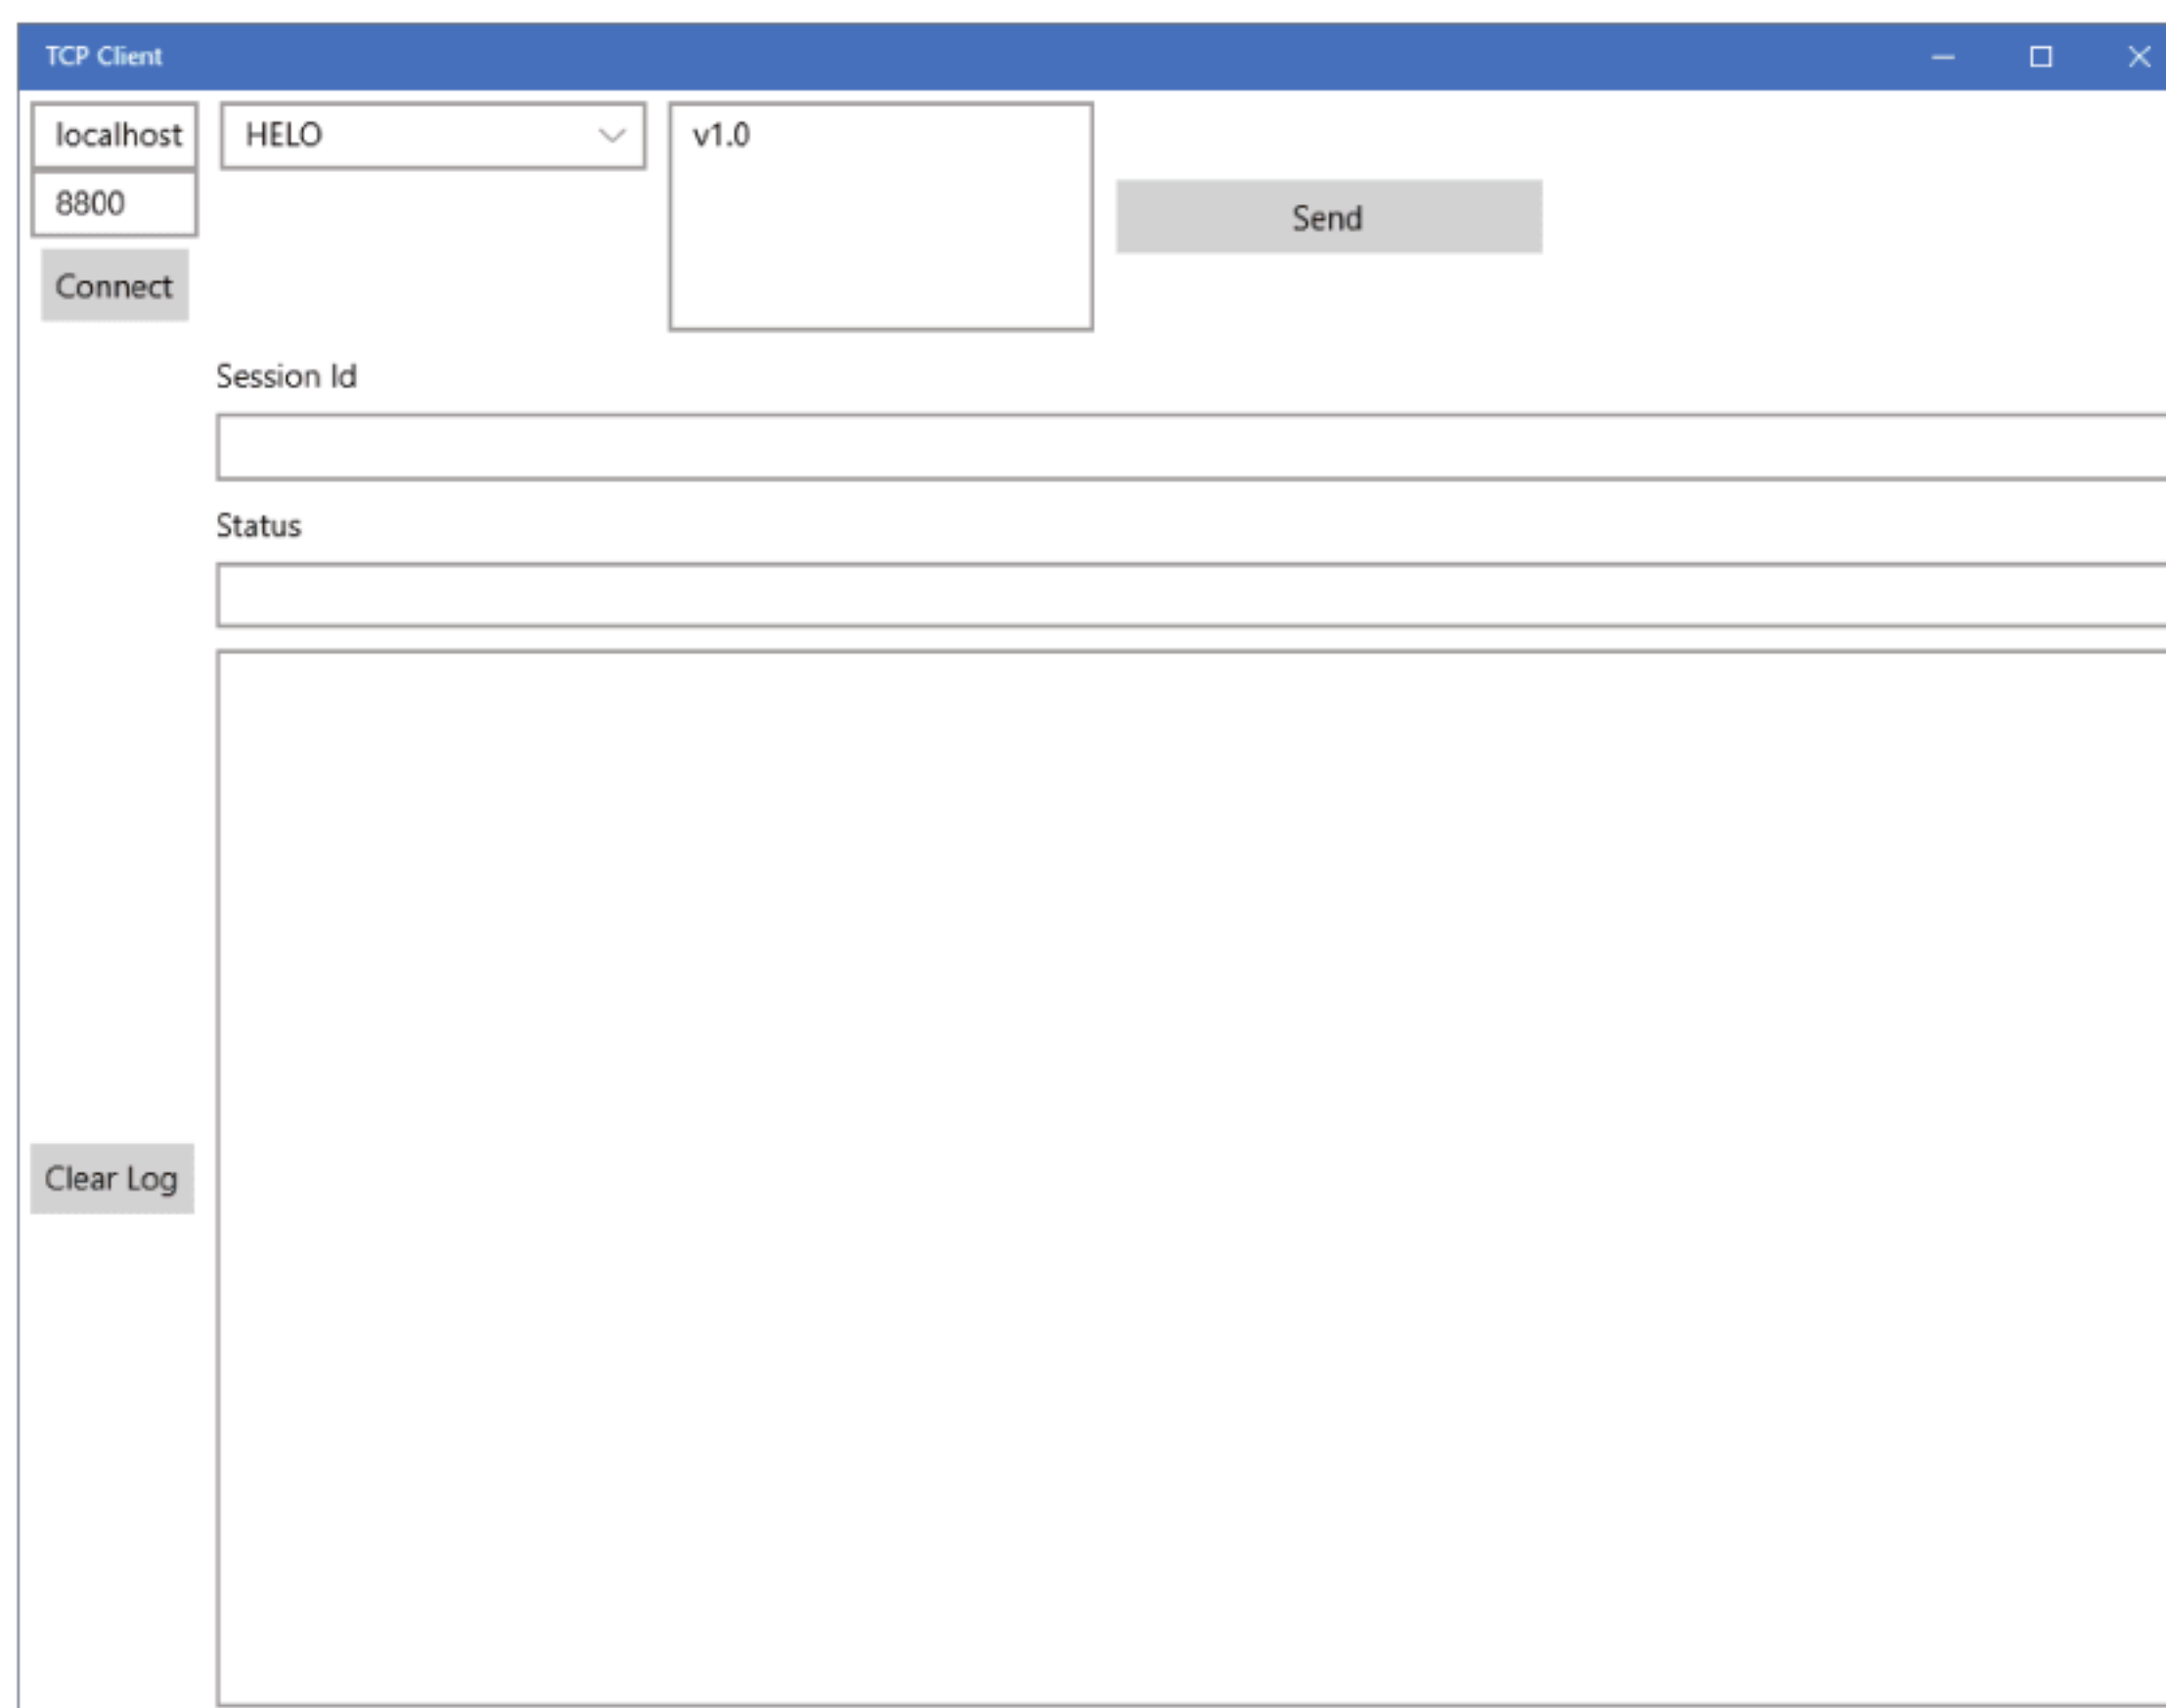 TCP Client
localhost
HELO
v1.0
8800
Send
Connect
Session Id
Status
Clear Log